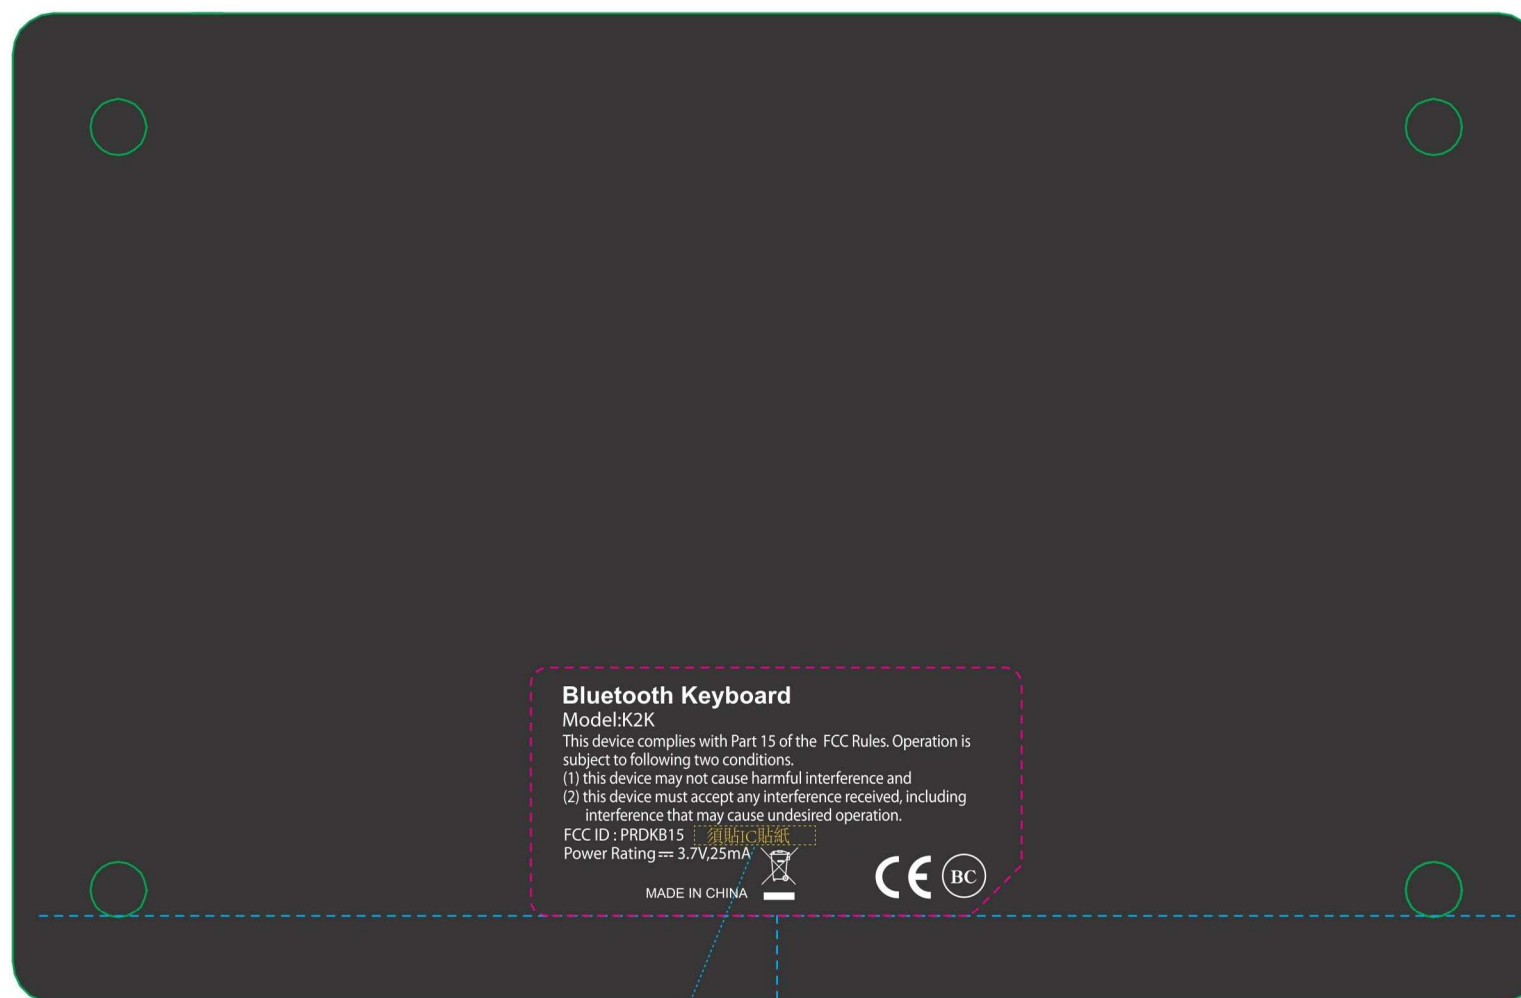 Bluetooth Keyboard
Model:K2K
This device complies with Part 15 of the FCC Rules. Operation is
subject to following two conditions.
(1) this device may not cause harmful interference and
(2) this device must accept any interference received, including
interference that may cause undesired operation.
FCC ID : PRDKB15 須貼IC貼紙
Power Rating ⎓ 3.7V,25mA
MADE IN CHINA
CE BC